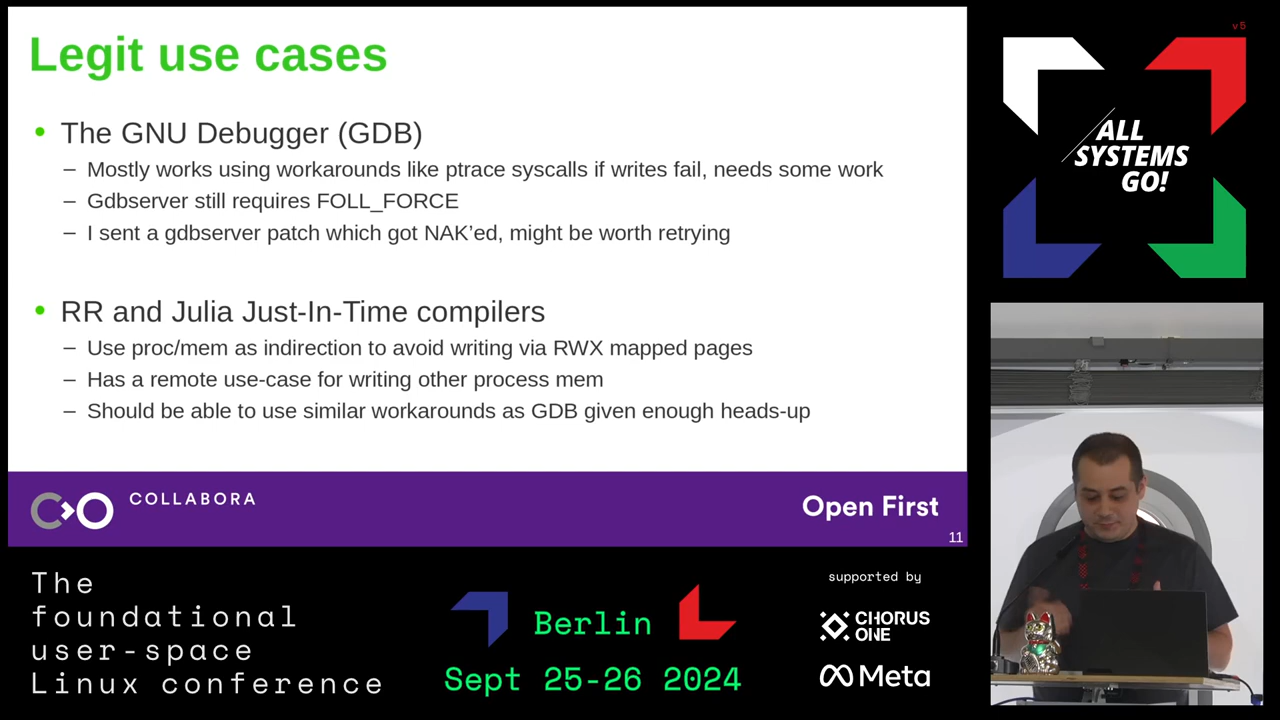 Legit use cases
• The GNU Debugger (GDB)
– Mostly works using workarounds like ptrace syscalls if writes fail, needs some work
– Gdbserver still requires FOLL_FORCE
– I sent a gdbserver patch which got NAK’ed, might be worth retrying
• RR and Julia Just-In-Time compilers
– Use proc/mem as indirection to avoid writing via RWX mapped pages
– Has a remote use-case for writing other process mem
– Should be able to use similar workarounds as GDB given enough heads-up
COLLABORA
Open First
11
v5
ALL
SYSTEMS
GO!
The
foundational
user-space
Linux conference
Berlin
Sept 25-26 2024
supported by
CHORUS
ONE
Meta